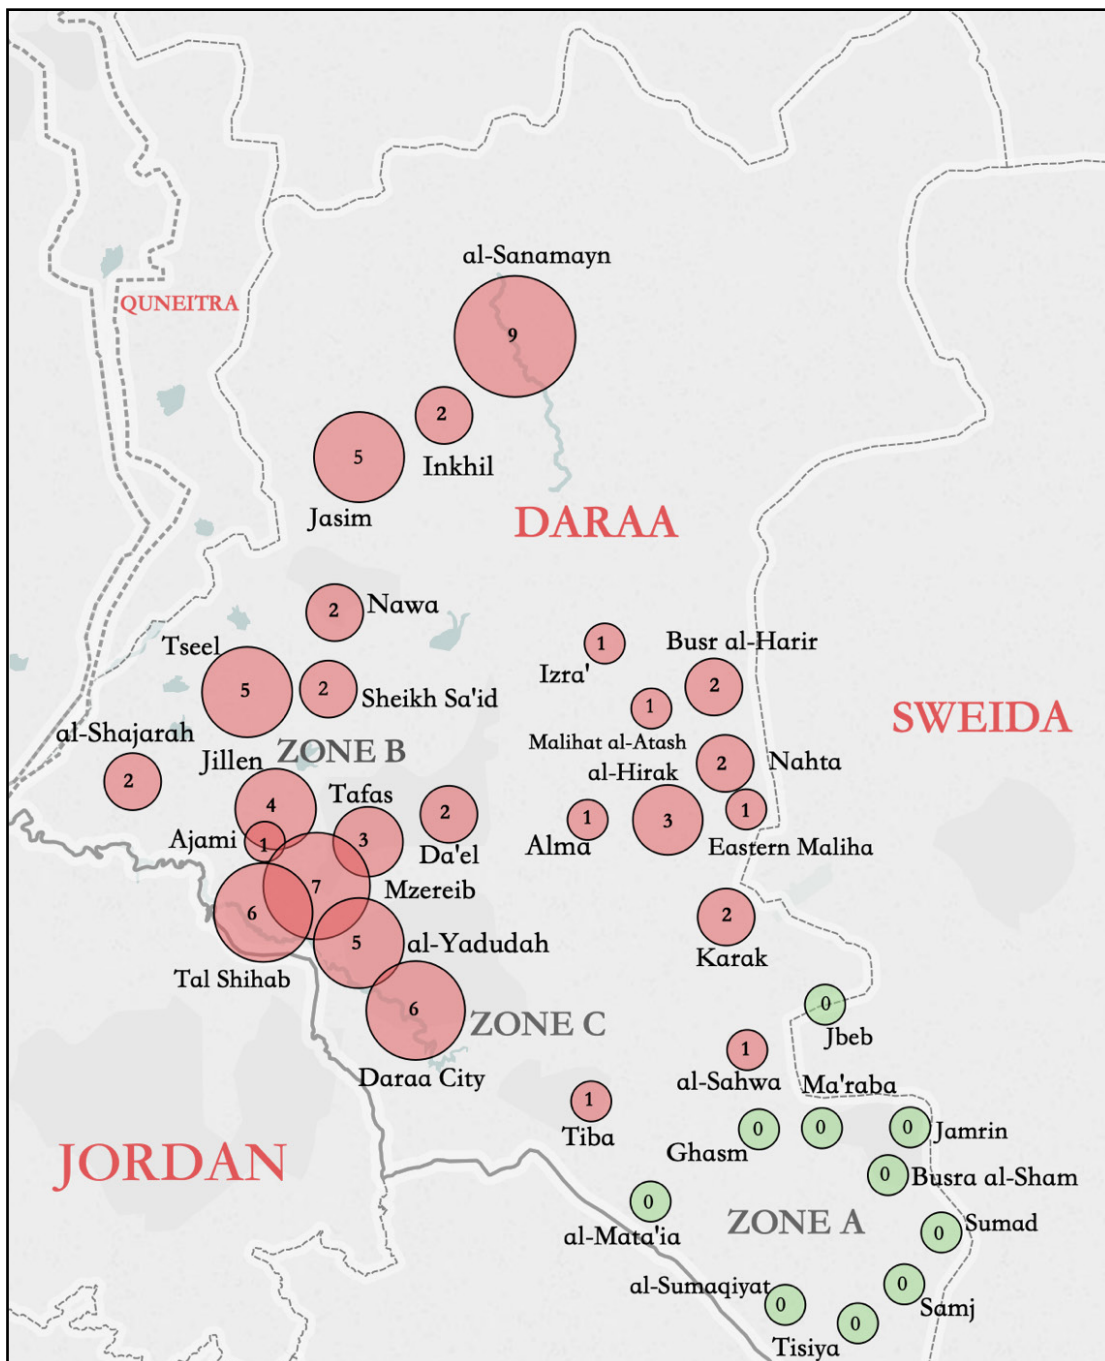 al-Sanamayn
9
QUNEITRA
2
Inkhil
5
Jasim
DARAA
2
Nawa
Tseel
5
2
Sheikh Sa'id
1
Izra'
Busr al-Harir
2
1
Malihat al-Atash
SWEIDA
al-Shajarah
2
Jillen
ZONE B
4
Tafas
3
2
Da'el
Ajami
1
al-Hirak
3
2
Nahta
1
Eastern Maliha
1
Alma
7
Mzereib
6
Tal Shihab
5
al-Yadudah
2
Karak
6
ZONE C
Daraa City
0
Jbeb
1
al-Sahwa
Ma'raba
0
1
Tiba
0
Ghasm
0
Jamrin
0
Busra al-Sham
JORDAN
0
al-Mata'ia
ZONE A
0
Sumad
al-Sumaqiyat
0
0
Samj
0
Tisiya